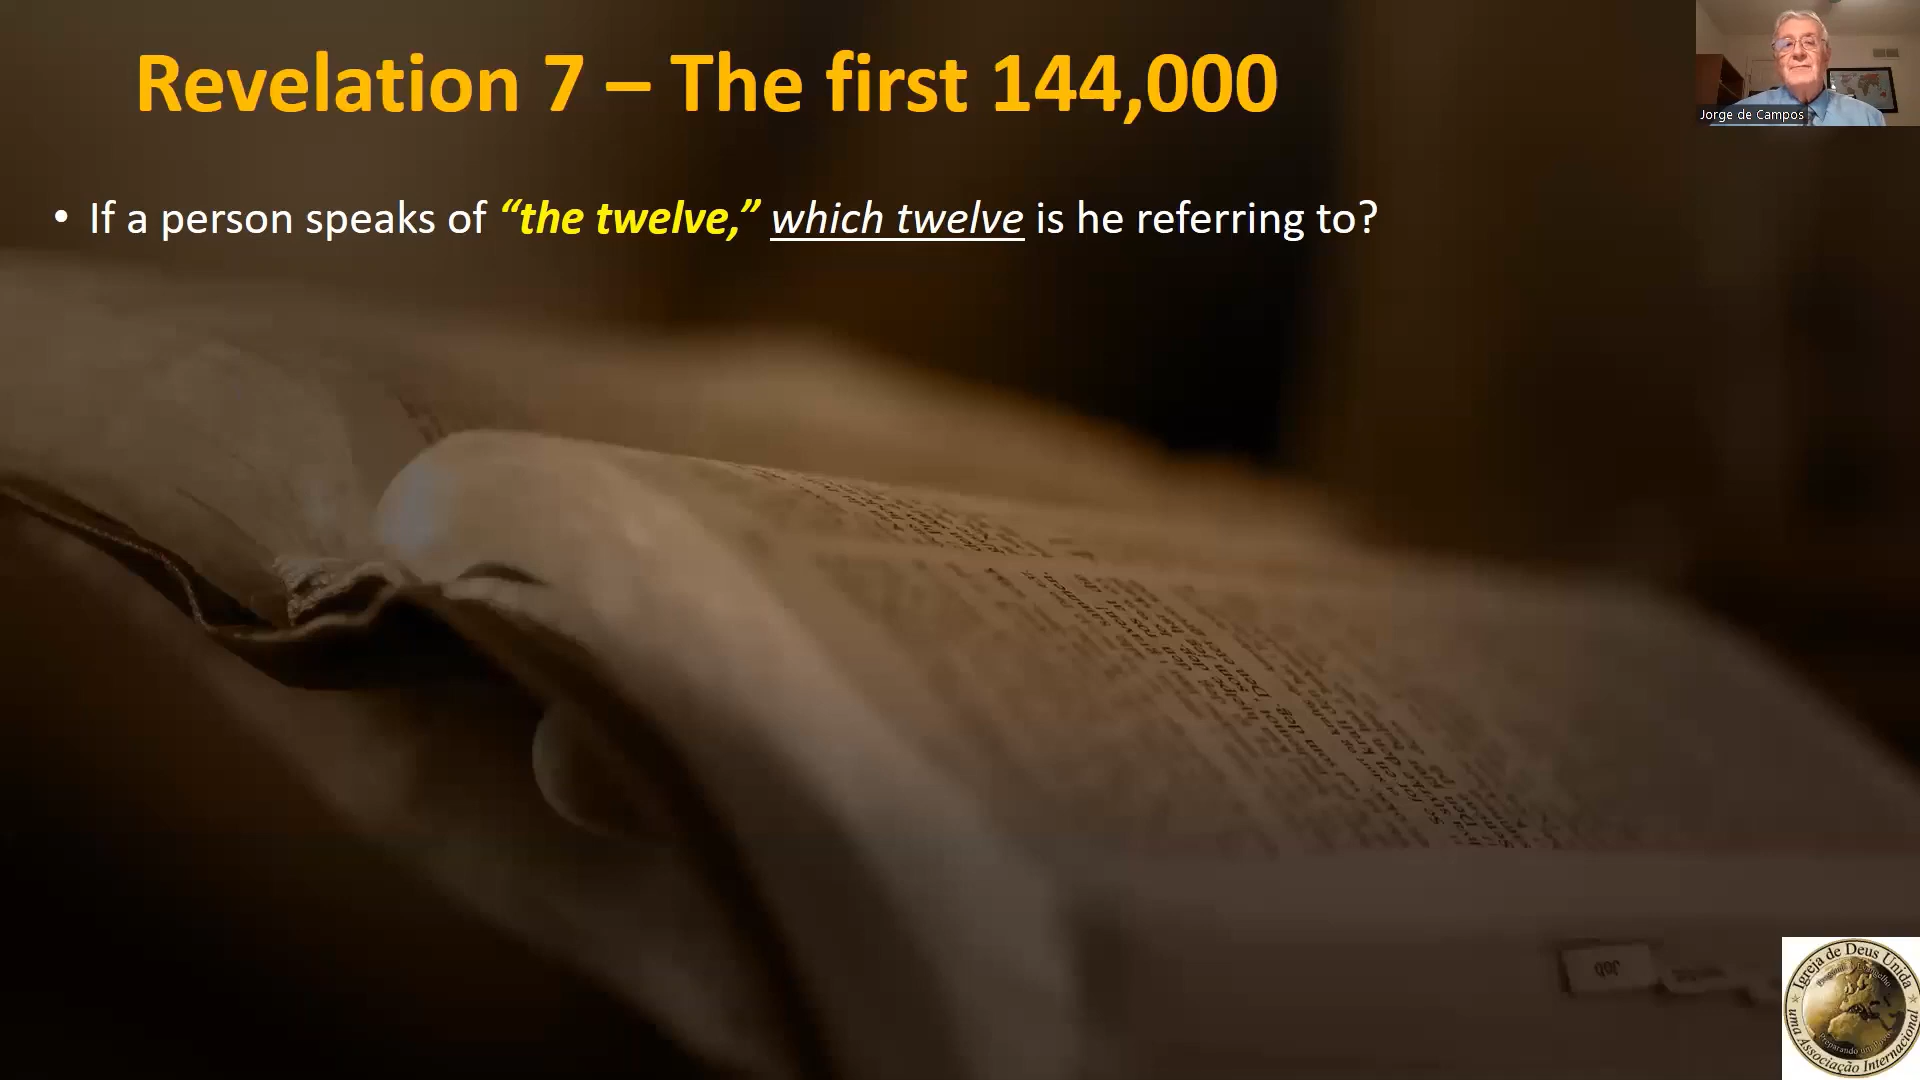 Revelation 7 – The first 144,000
Jorge de Campos
• If a person speaks of “the twelve,” which twelve is he referring to?
Job
Igreja de Deus Unida
uma Associação Internacional